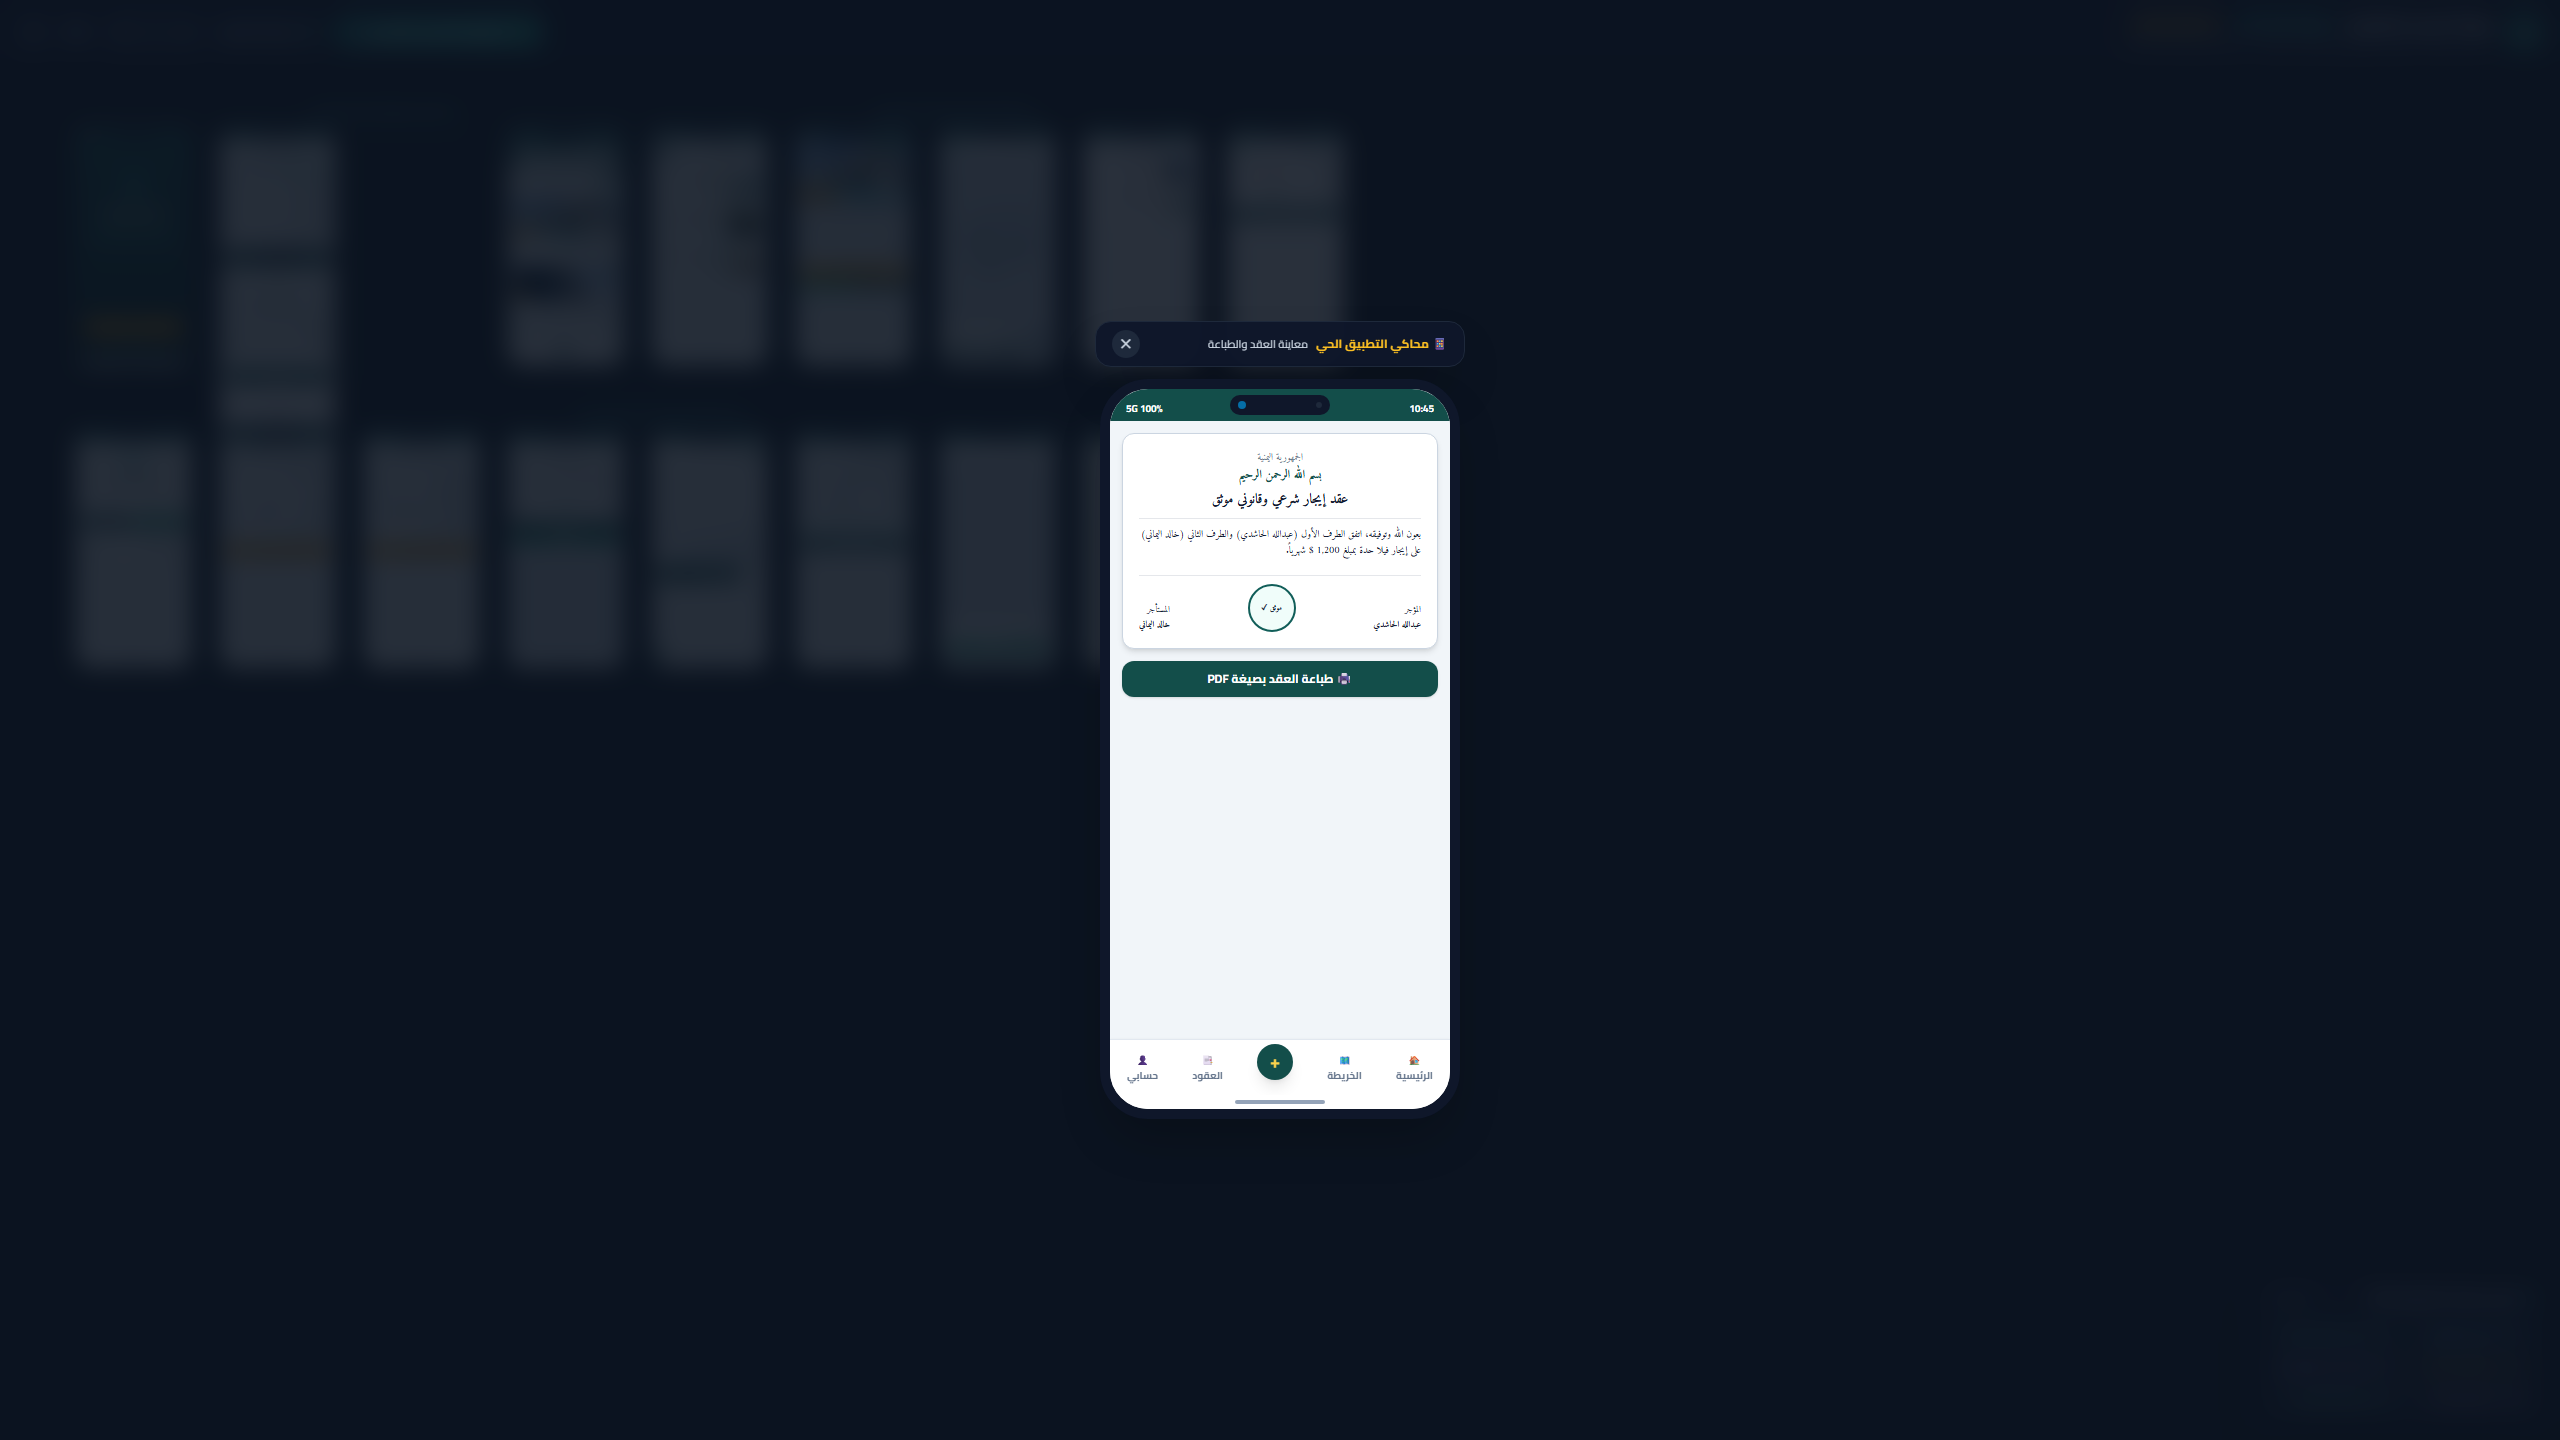 محاكي التطبيق الحي معاينة العقد والطباعة ✕
10:45 5G 100%
الجمهورية اليمنية
بسم الله الرحمن الرحيم
عقد إيجار شرعي وقانوني موثق
بعون الله وتوفيقه، اتفق الطرف الأول (عبدالله الحاشدي) والطرف الثاني (خالد اليماني)
على إيجار فيلا حدة بمبلغ 1,200 $ شهرياً.
المؤجر
عبدالله الحاشدي
موثق ✓
المستأجر
خالد اليماني
طباعة العقد بصيغة PDF
الرئيسية
الخريطة
+
العقود
حسابي